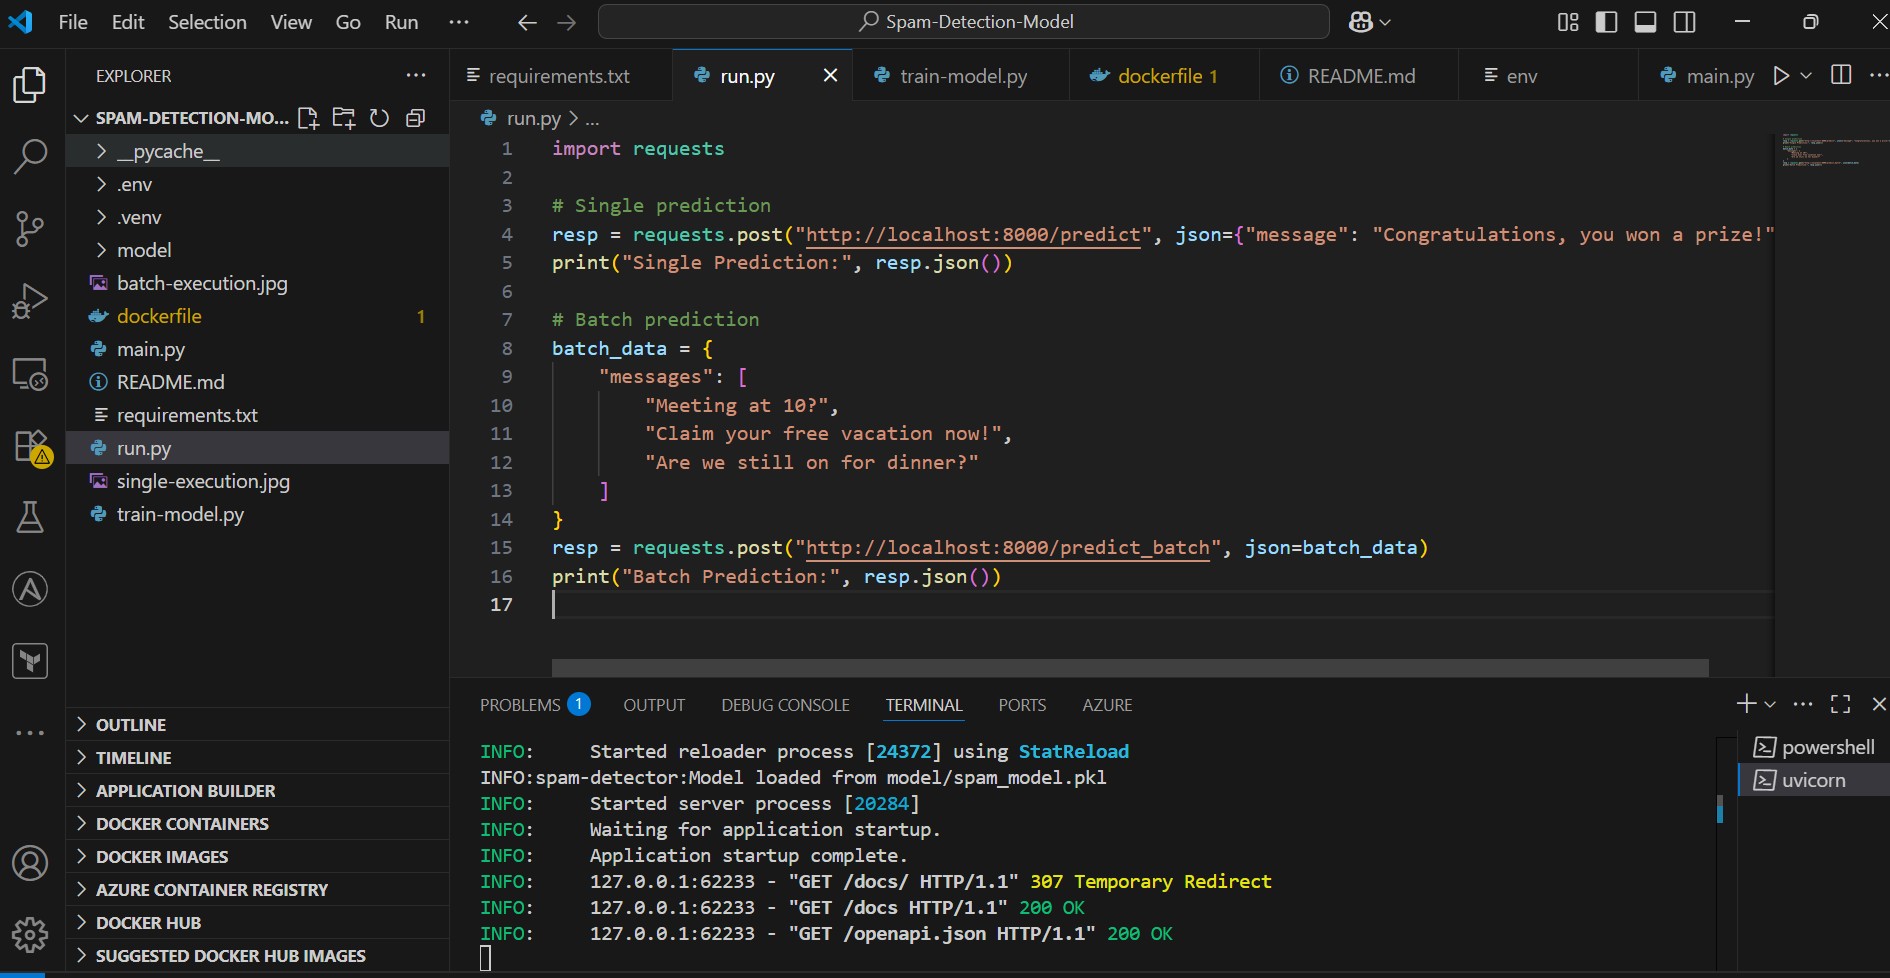 File Edit Selection View Go Run ···
Spam-Detection-Model
EXPLORER
SPAM-DETECTION-MO...
__pycache__
.env
.venv
model
batch-execution.jpg
dockerfile 1
main.py
README.md
requirements.txt
run.py
single-execution.jpg
train-model.py
OUTLINE
TIMELINE
APPLICATION BUILDER
DOCKER CONTAINERS
DOCKER IMAGES
AZURE CONTAINER REGISTRY
DOCKER HUB
SUGGESTED DOCKER HUB IMAGES
requirements.txt run.py train-model.py dockerfile 1 README.md env main.py
run.py > ...
1 import requests
2
3 # Single prediction
4 resp = requests.post("http://localhost:8000/predict", json={"message": "Congratulations, you won a prize!"
5 print("Single Prediction:", resp.json())
6
7 # Batch prediction
8 batch_data = {
9     "messages": [
10         "Meeting at 10?",
11         "Claim your free vacation now!",
12         "Are we still on for dinner?"
13     ]
14 }
15 resp = requests.post("http://localhost:8000/predict_batch", json=batch_data)
16 print("Batch Prediction:", resp.json())
17
PROBLEMS 1 OUTPUT DEBUG CONSOLE TERMINAL PORTS AZURE
INFO:     Started reloader process [24372] using StatReload
INFO:spam-detector:Model loaded from model/spam_model.pkl
INFO:     Started server process [20284]
INFO:     Waiting for application startup.
INFO:     Application startup complete.
INFO:     127.0.0.1:62233 - "GET /docs/ HTTP/1.1" 307 Temporary Redirect
INFO:     127.0.0.1:62233 - "GET /docs HTTP/1.1" 200 OK
INFO:     127.0.0.1:62233 - "GET /openapi.json HTTP/1.1" 200 OK
powershell
uvicorn